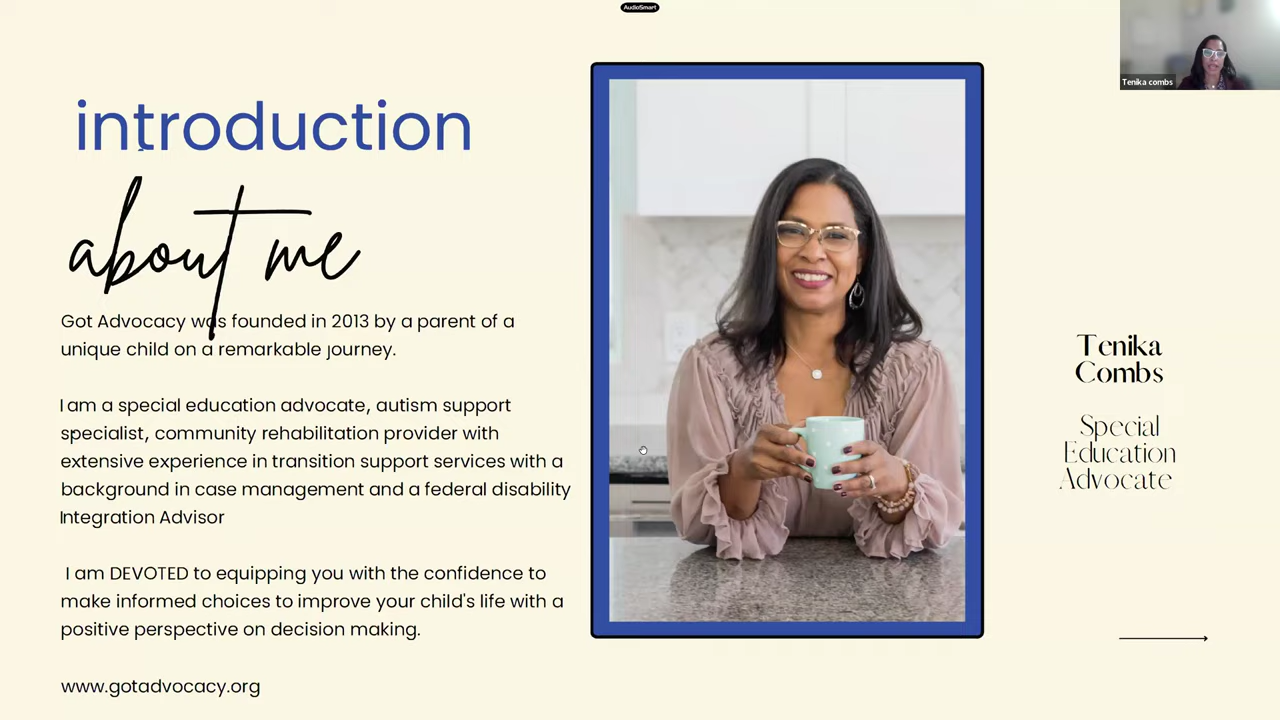 AudioSmart
Tenika combs
introduction
about me
Got Advocacy was founded in 2013 by a parent of a
unique child on a remarkable journey.
I am a special education advocate, autism support
specialist, community rehabilitation provider with
extensive experience in transition support services with a
background in case management and a federal disability
Integration Advisor
I am DEVOTED to equipping you with the confidence to
make informed choices to improve your child's life with a
positive perspective on decision making.
www.gotadvocacy.org
Tenika
Combs
Special
Education
Advocate